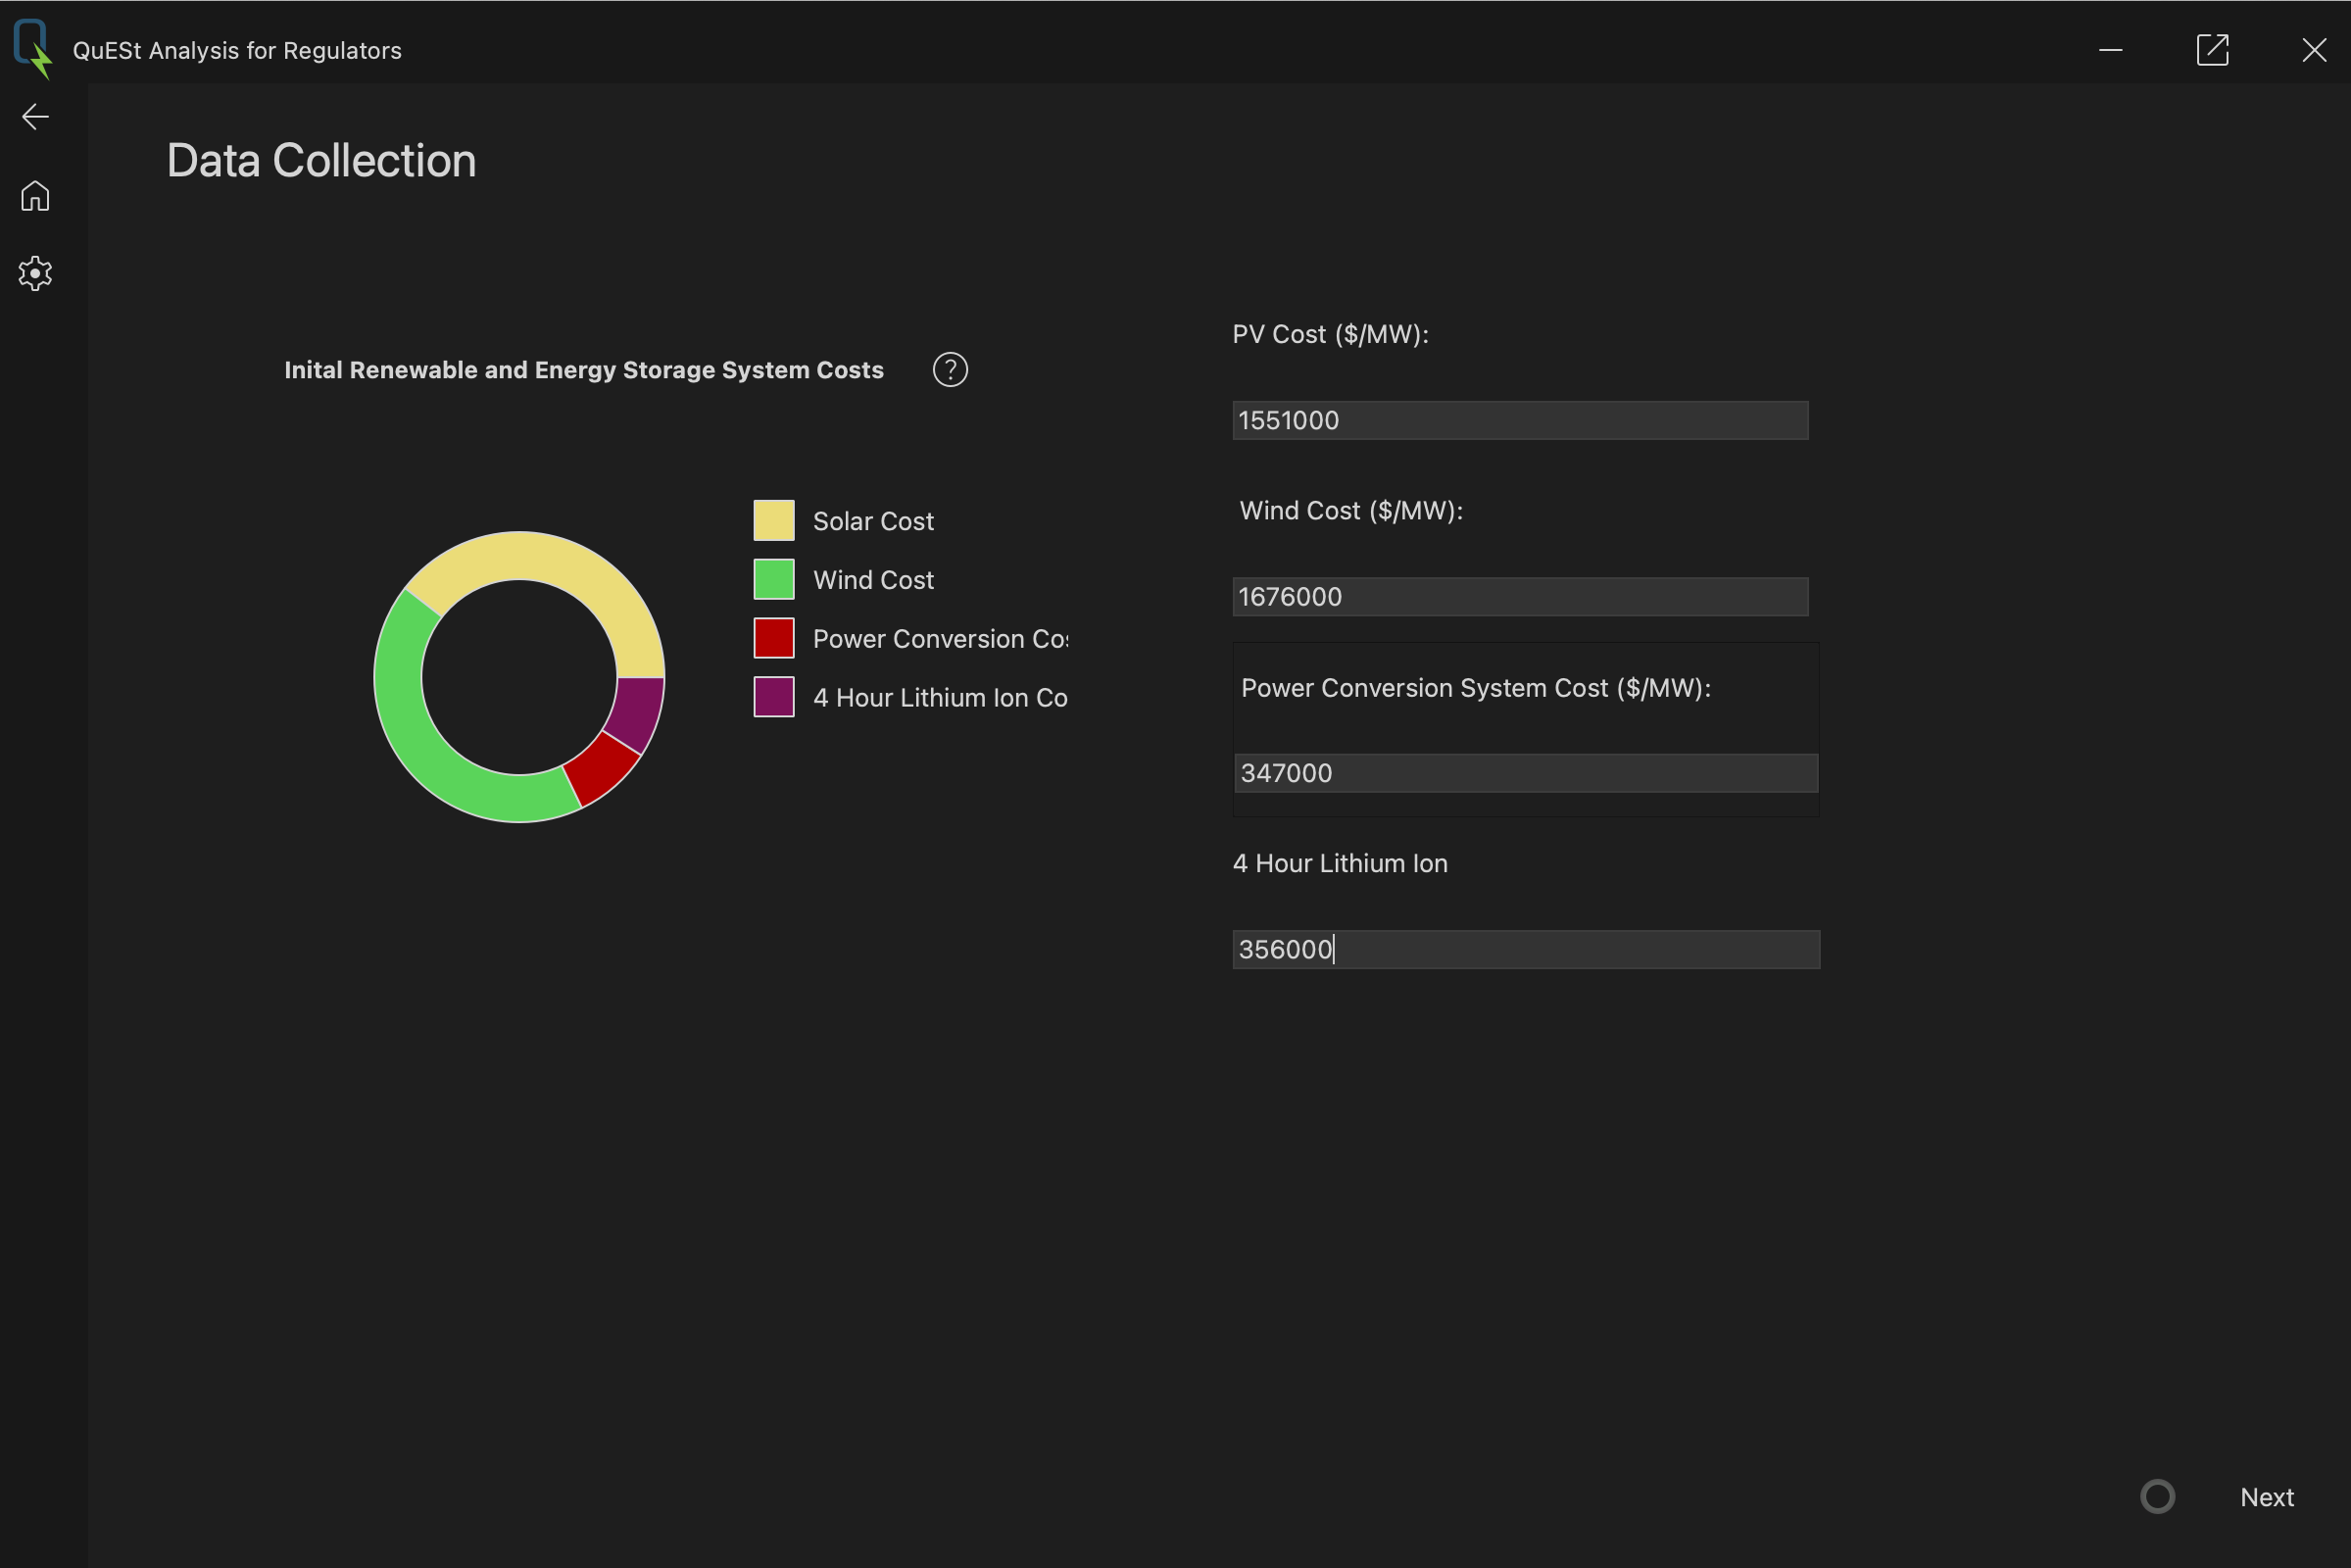 QuESt Analysis for Regulators
Data Collection
Inital Renewable and Energy Storage System Costs
?
Solar Cost
Wind Cost
Power Conversion Co
4 Hour Lithium Ion Co
PV Cost ($/MW):
1551000
Wind Cost ($/MW):
1676000
Power Conversion System Cost ($/MW):
347000
4 Hour Lithium Ion
356000
Next